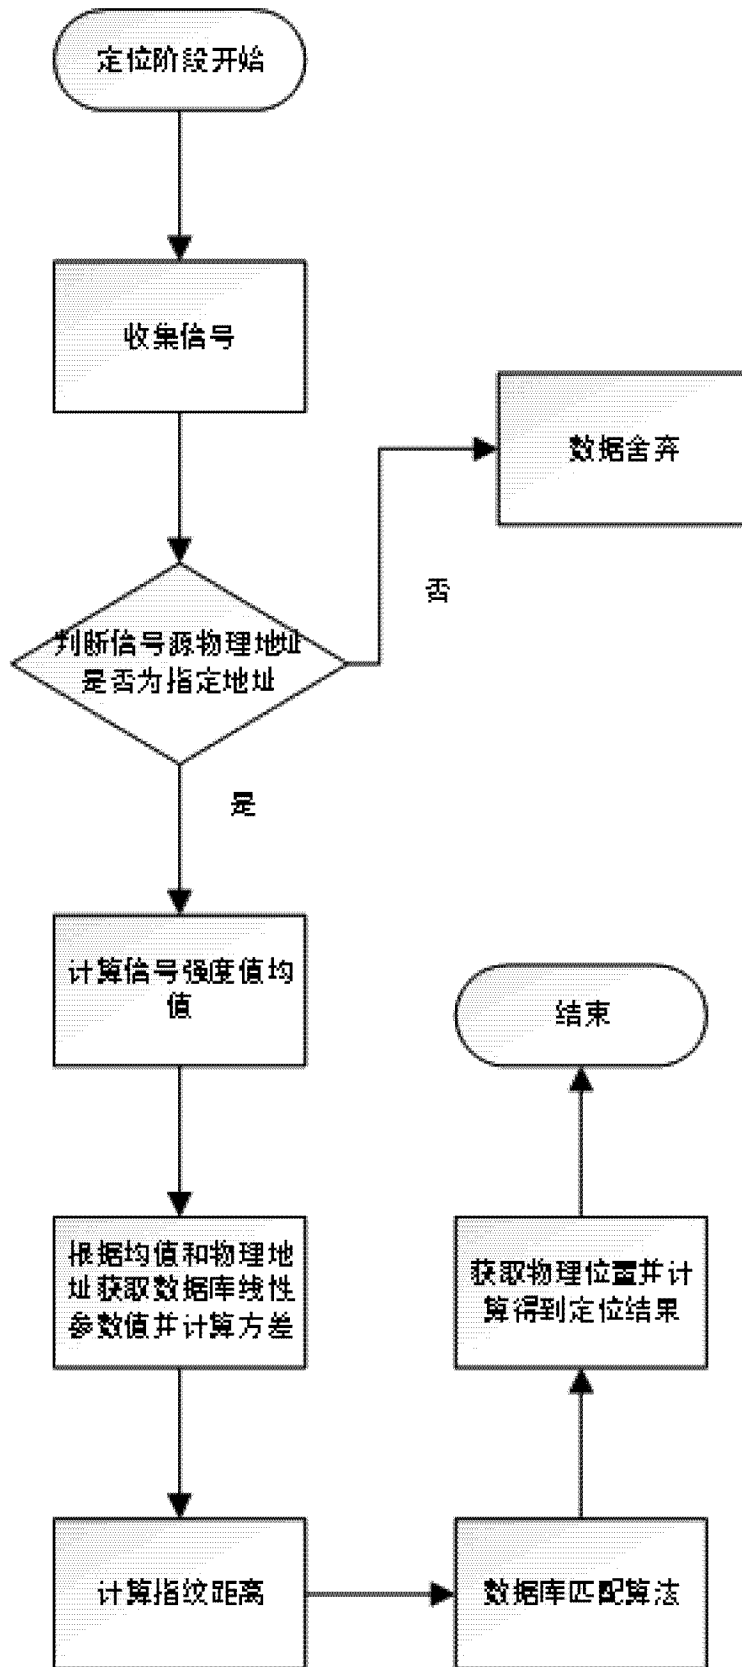 定位阶段开始
收集信号
数据舍弃
否
判断信号源物理地址
是否为指定地址
是
计算信号强度值均
值
结束
根据均值和物理地
址获取数据库线性
参数值并计算方差
获取物理位置并计
算得到定位结果
计算指纹距离
数据库匹配算法